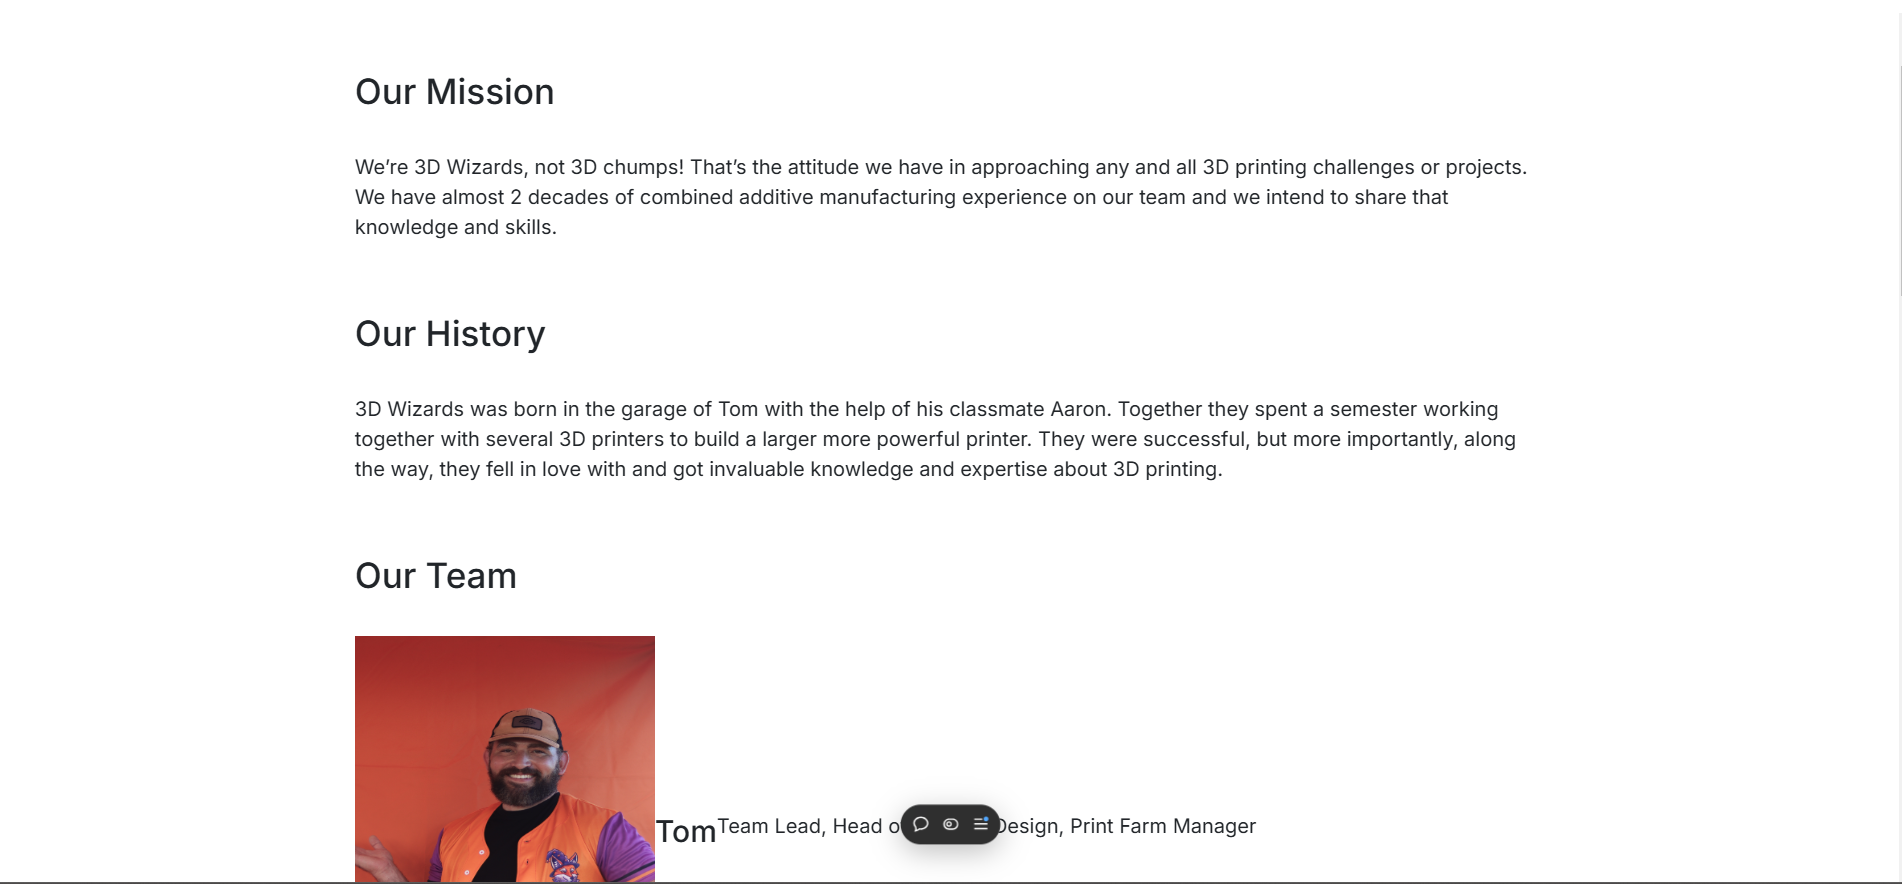 Our Mission
We’re 3D Wizards, not 3D chumps! That’s the attitude we have in approaching any and all 3D printing challenges or projects.
We have almost 2 decades of combined additive manufacturing experience on our team and we intend to share that
knowledge and skills.
Our History
3D Wizards was born in the garage of Tom with the help of his classmate Aaron. Together they spent a semester working
together with several 3D printers to build a larger more powerful printer. They were successful, but more importantly, along
the way, they fell in love with and got invaluable knowledge and expertise about 3D printing.
Our Team
Tom Team Lead, Head Design, Print Farm Manager